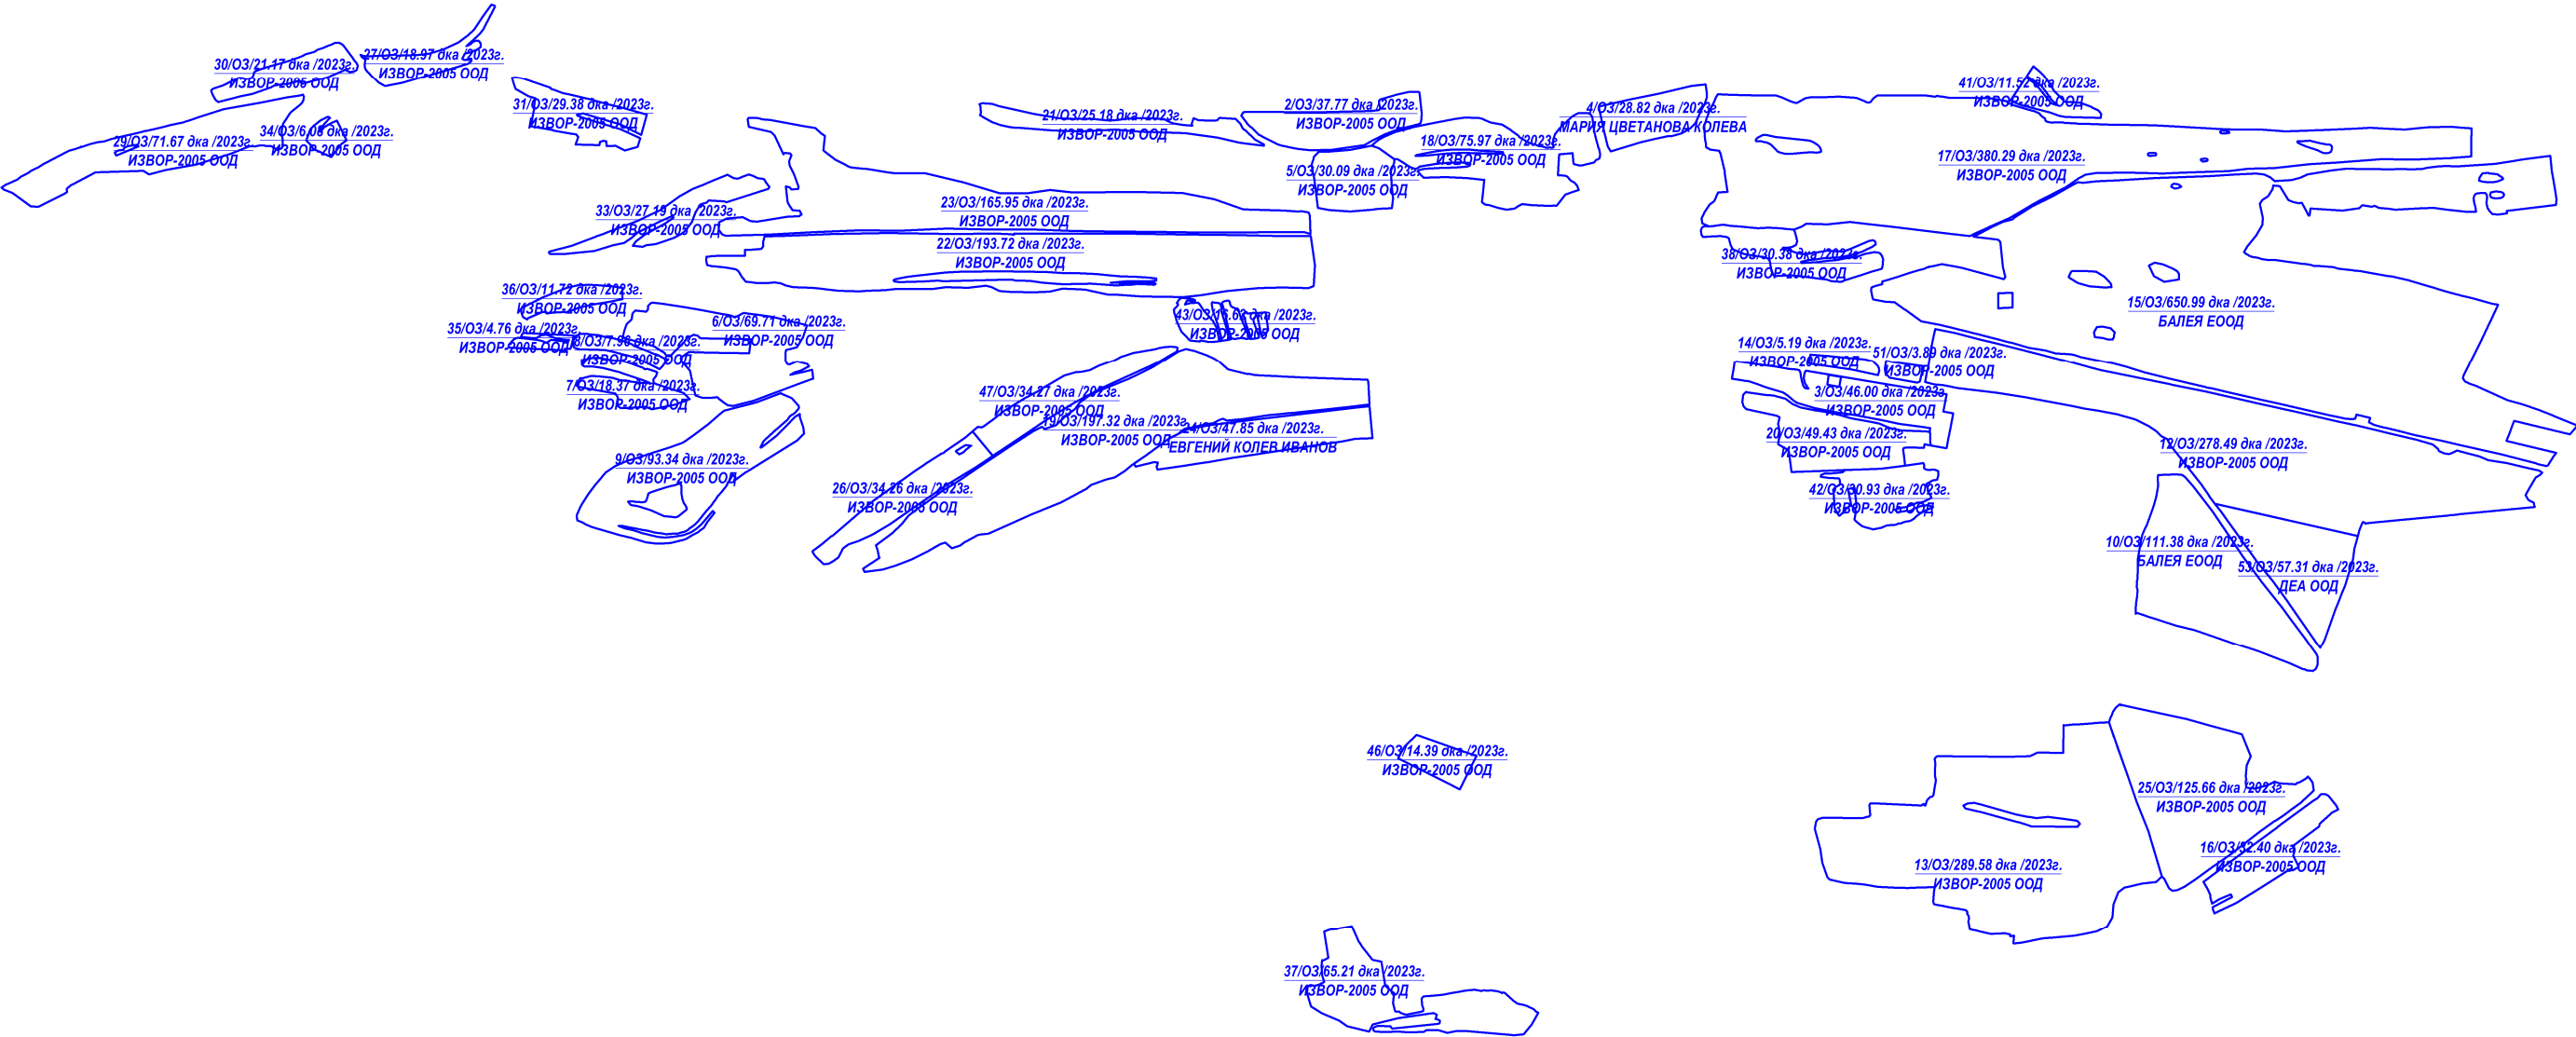 27/ОЗ/18.97 дка /2023г.
ИЗВОР-2005 ООД
30/ОЗ/21.17 дка /2023г.
ИЗВОР-2005 ООД
41/ОЗ/11.52 дка /2023г.
ИЗВОР-2005 ООД
31/ОЗ/29.38 дка /2023г.
ИЗВОР-2005 ООД
2/ОЗ/37.77 дка /2023г.
ИЗВОР-2005 ООД
4/ОЗ/28.82 дка /2023г.
МАРИЯ ЦВЕТАНОВА КОЛЕВА
21/ОЗ/25.18 дка /2023г.
ИЗВОР-2005 ООД
34/ОЗ/6.08 дка /2023г.
ИЗВОР-2005 ООД
29/ОЗ/71.67 дка /2023г.
ИЗВОР-2005 ООД
18/ОЗ/75.97 дка /2023г.
ИЗВОР-2005 ООД
17/ОЗ/380.29 дка /2023г.
ИЗВОР-2005 ООД
5/ОЗ/30.09 дка /2023г.
ИЗВОР-2005 ООД
23/ОЗ/165.95 дка /2023г.
ИЗВОР-2005 ООД
33/ОЗ/27.19 дка /2023г.
ИЗВОР-2005 ООД
22/ОЗ/193.72 дка /2023г.
ИЗВОР-2005 ООД
38/ОЗ/30.38 дка /2023г.
ИЗВОР-2005 ООД
36/ОЗ/11.72 дка /2023г.
ИЗВОР-2005 ООД
15/ОЗ/650.99 дка /2023г.
БАЛЕЯ ЕООД
43/ОЗ/16.63 дка /2023г.
ИЗВОР-2005 ООД
6/ОЗ/69.71 дка /2023г.
ИЗВОР-2005 ООД
35/ОЗ/4.76 дка /2023г.
ИЗВОР-2005 ООД
8/ОЗ/7.96 дка /2023г.
ИЗВОР-2005 ООД
14/ОЗ/5.19 дка /2023г.
ИЗВОР-2005 ООД
51/ОЗ/3.89 дка /2023г.
ИЗВОР-2005 ООД
7/ОЗ/18.37 дка /2023г.
ИЗВОР-2005 ООД
47/ОЗ/34.27 дка /2023г.
ИЗВОР-2005 ООД
3/ОЗ/46.00 дка /2023г.
ИЗВОР-2005 ООД
19/ОЗ/197.32 дка /2023г.
ИЗВОР-2005 ООД
24/ОЗ/47.85 дка /2023г.
ЕВГЕНИЙ КОЛЕВ ИВАНОВ
20/ОЗ/49.43 дка /2023г.
ИЗВОР-2005 ООД
12/ОЗ/278.49 дка /2023г.
ИЗВОР-2005 ООД
9/ОЗ/93.34 дка /2023г.
ИЗВОР-2005 ООД
26/ОЗ/34.26 дка /2023г.
ИЗВОР-2005 ООД
42/ОЗ/30.93 дка /2023г.
ИЗВОР-2005 ООД
10/ОЗ/111.38 дка /2023г.
БАЛЕЯ ЕООД
53/ОЗ/57.31 дка /2023г.
ДЕА ООД
46/ОЗ/14.39 дка /2023г.
ИЗВОР-2005 ООД
25/ОЗ/125.66 дка /2023г.
ИЗВОР-2005 ООД
16/ОЗ/32.40 дка /2023г.
ИЗВОР-2005 ООД
13/ОЗ/289.58 дка /2023г.
ИЗВОР-2005 ООД
37/ОЗ/65.21 дка /2023г.
ИЗВОР-2005 ООД